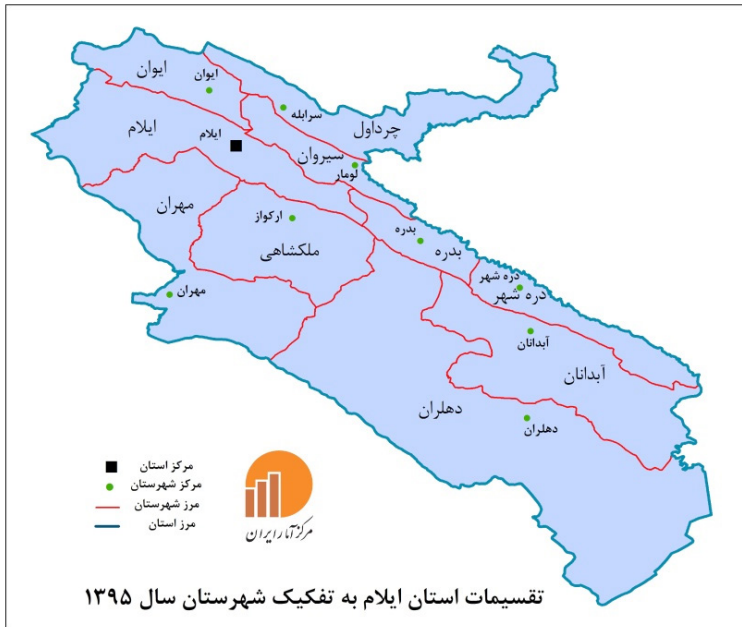 ایوان
ایوان
سرابله
چرداول
ایلام
ایلام
سیروان
لومار
مهران
ارکواز
ملکشاهی
بدره
بدره
دره شهر
دره شهر
مهران
آبدانان
آبدانان
دهلران
دهلران
مرکز استان
مرکز شهرستان
مرز شهرستان
مرز استان
مرکز آمار ایران
تقسیمات استان ایلام به تفکیک شهرستان سال ۱۳۹۵